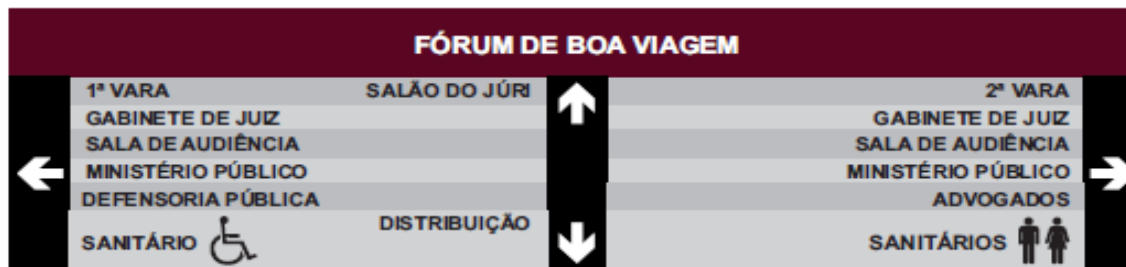 FÓRUM DE BOA VIAGEM
1ª VARA SALÃO DO JÚRI
GABINETE DE JUIZ
SALA DE AUDIÊNCIA
MINISTÉRIO PÚBLICO
DEFENSORIA PÚBLICA
DISTRIBUIÇÃO
SANITÁRIO
2ª VARA
GABINETE DE JUIZ
SALA DE AUDIÊNCIA
MINISTÉRIO PÚBLICO
ADVOGADOS
SANITÁRIOS